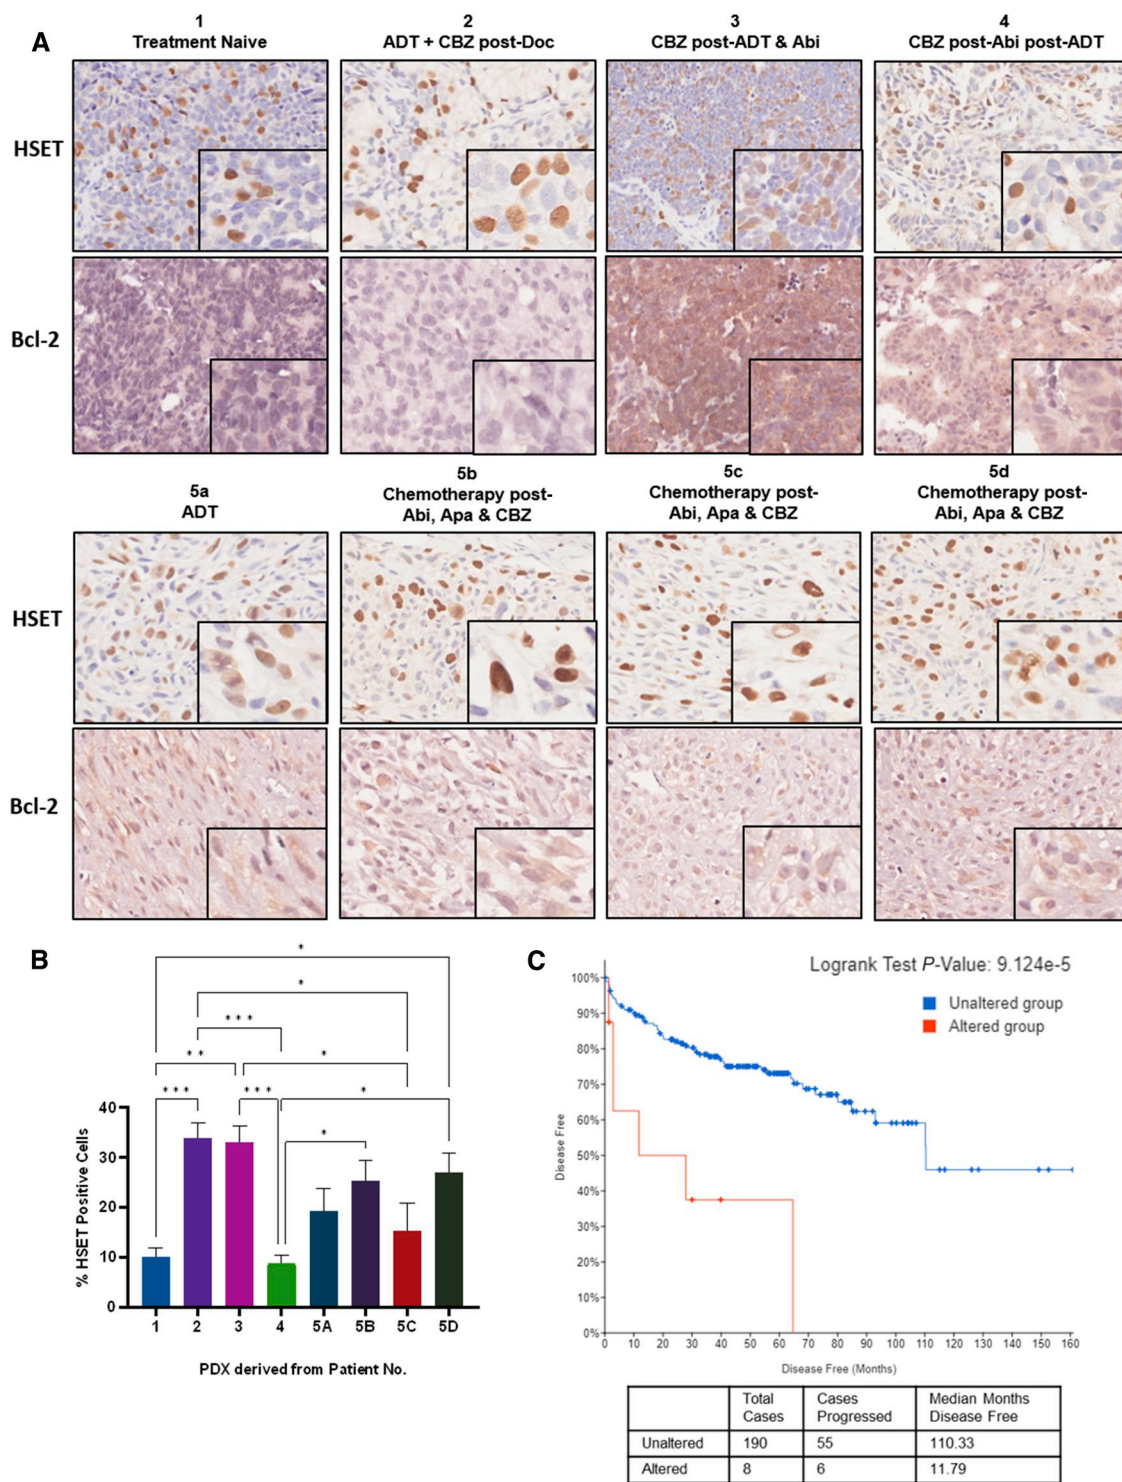 A
1
Treatment Naive
2
ADT + CBZ post-Doc
3
CBZ post-ADT & Abi
4
CBZ post-Abi post-ADT
HSET
Bcl-2
5a
ADT
5b
Chemotherapy post-
Abi, Apa & CBZ
5c
Chemotherapy post-
Abi, Apa & CBZ
5d
Chemotherapy post-
Abi, Apa & CBZ
HSET
Bcl-2
B
*
*
***
** *
*** *** *
*
40
30
20
10
0
% HSET Positive Cells
1 2 3 4 5A 5B 5C 5D
PDX derived from Patient No.
C
Logrank Test P-Value: 9.124e-5
Unaltered group
Altered group
100%
90%
80%
70%
60%
50%
40%
30%
20%
10%
0%
Disease Free
0 10 20 30 40 50 60 70 80 90 100 110 120 130 140 150 160
Disease Free (Months)
Total Cases Cases Progressed Median Months Disease Free
Unaltered 190 55 110.33
Altered 8 6 11.79